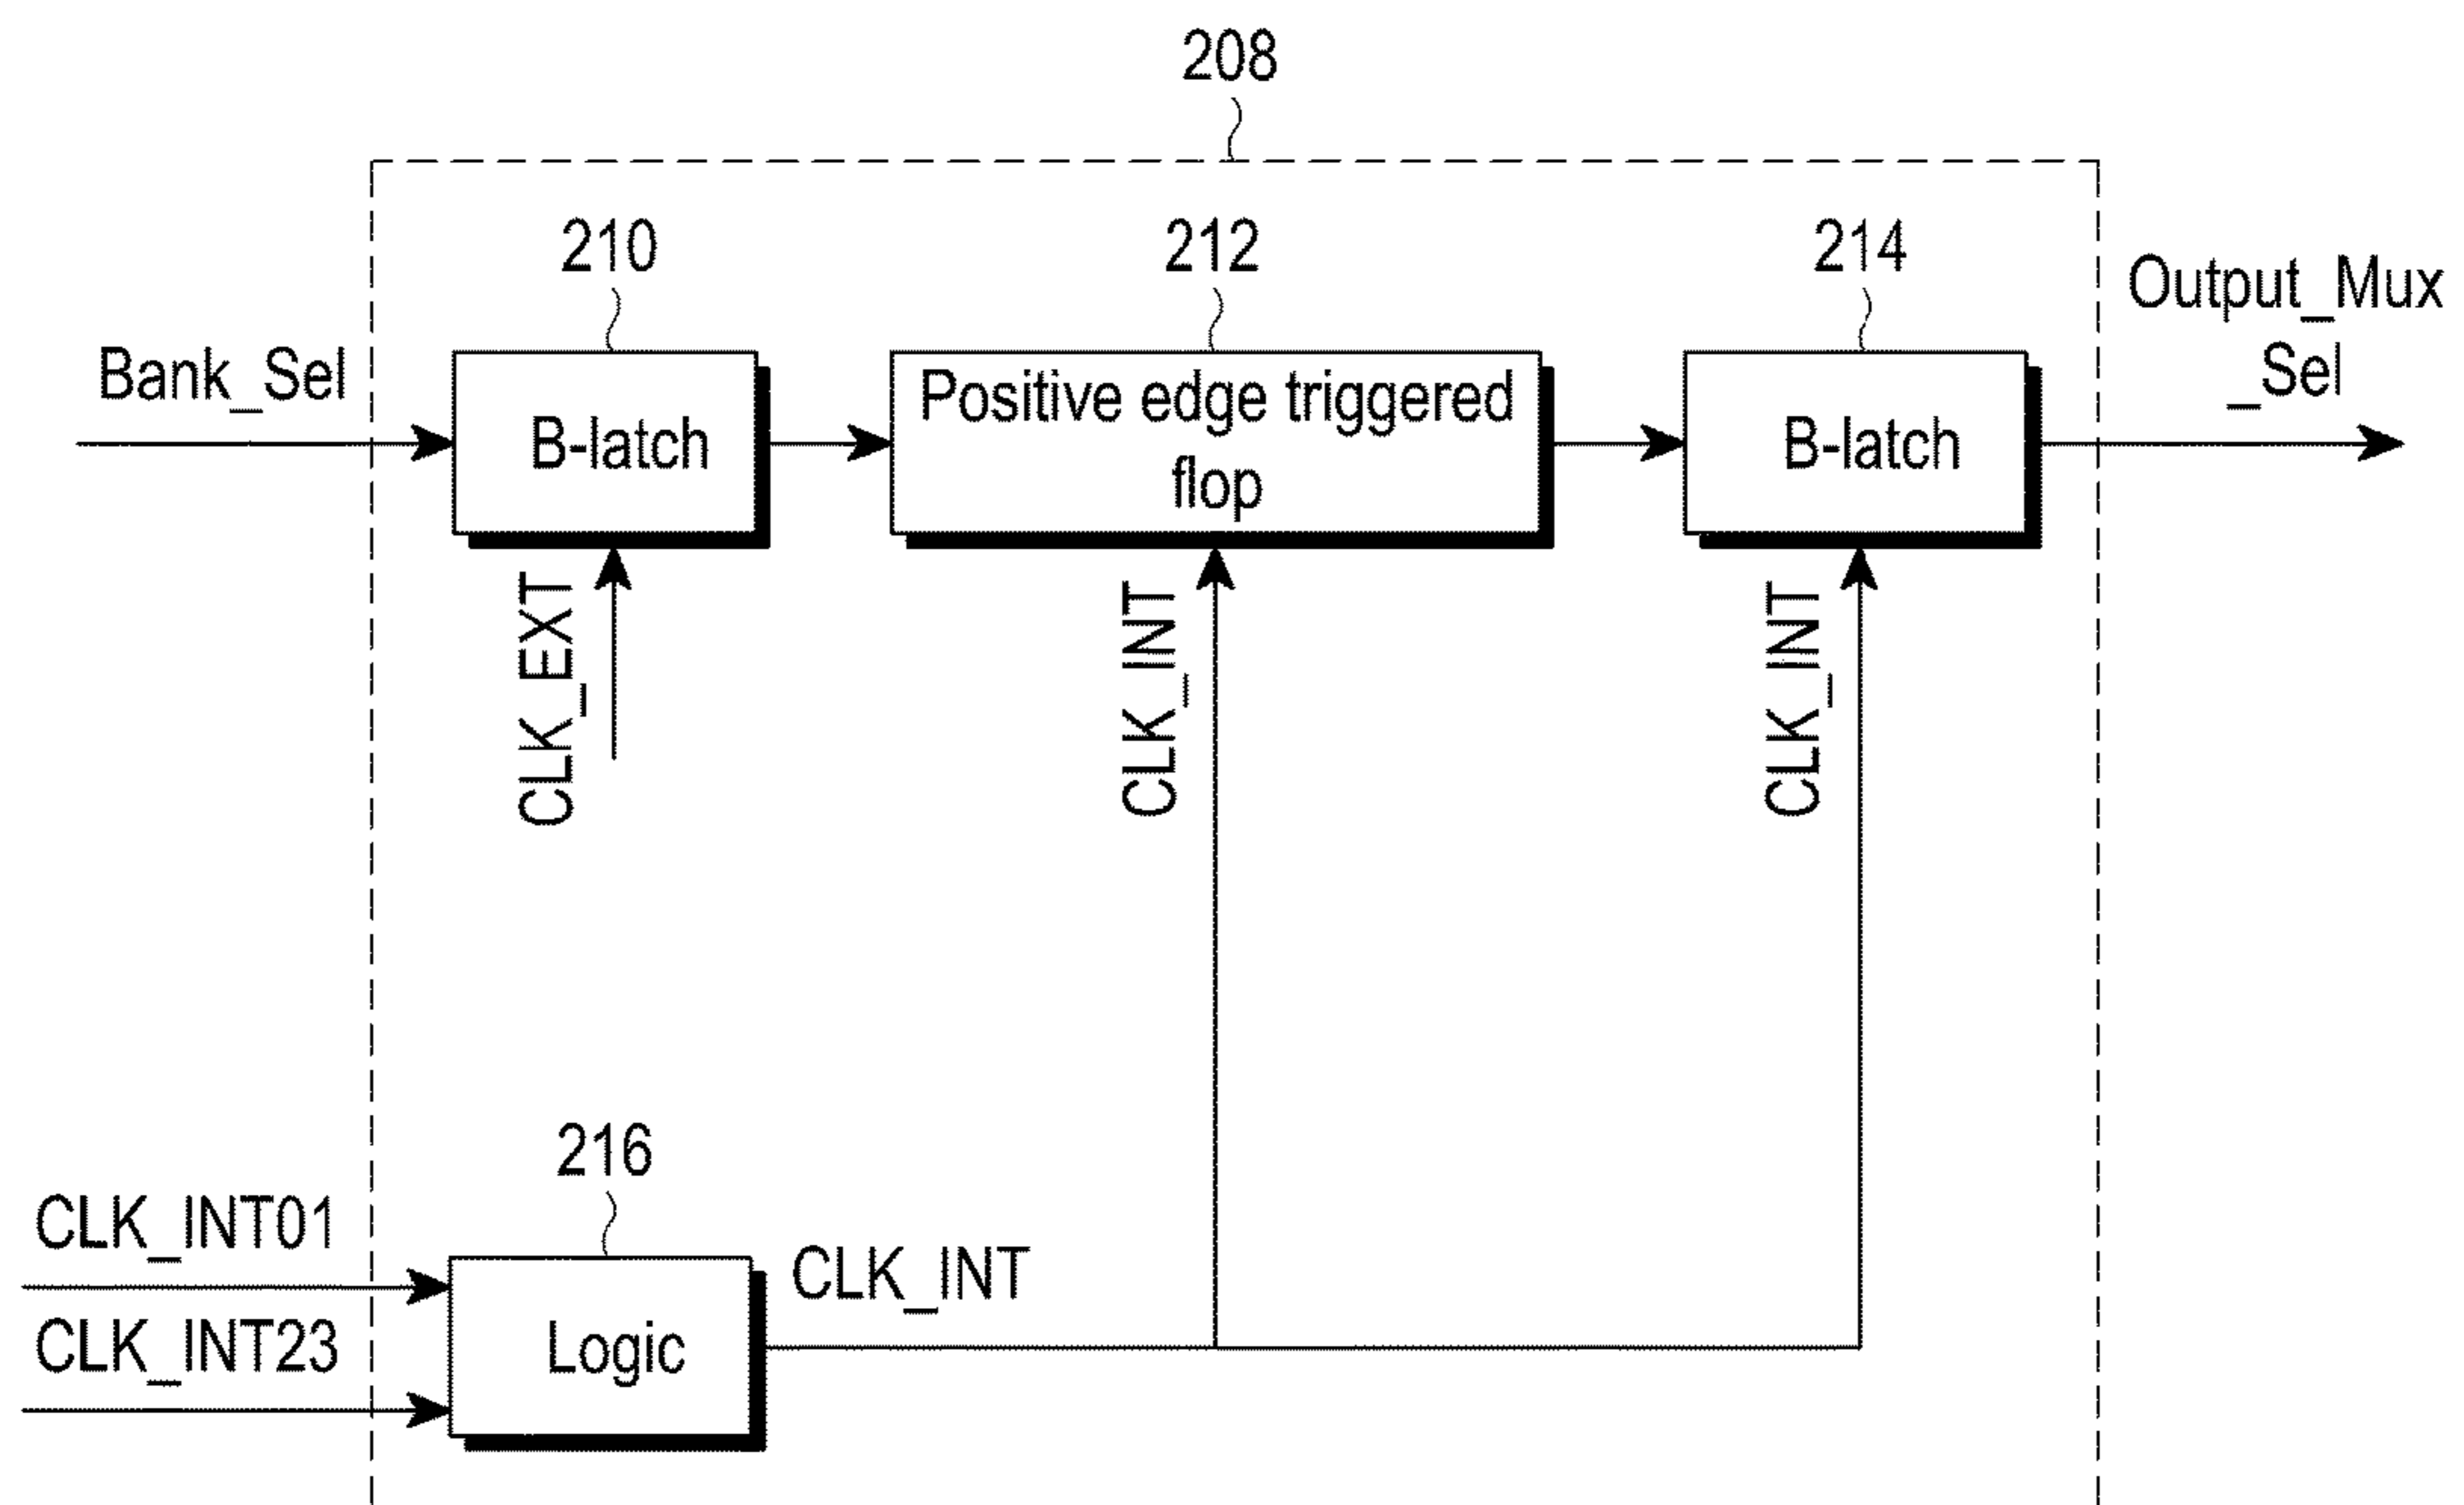 208
210
212
214
Output_Mux
_Sel
Bank_Sel
B-latch
Positive edge triggered
flop
B-latch
CLK_EXT
CLK_INT
CLK_INT
216
CLK_INT01
CLK_INT
CLK_INT23
Logic